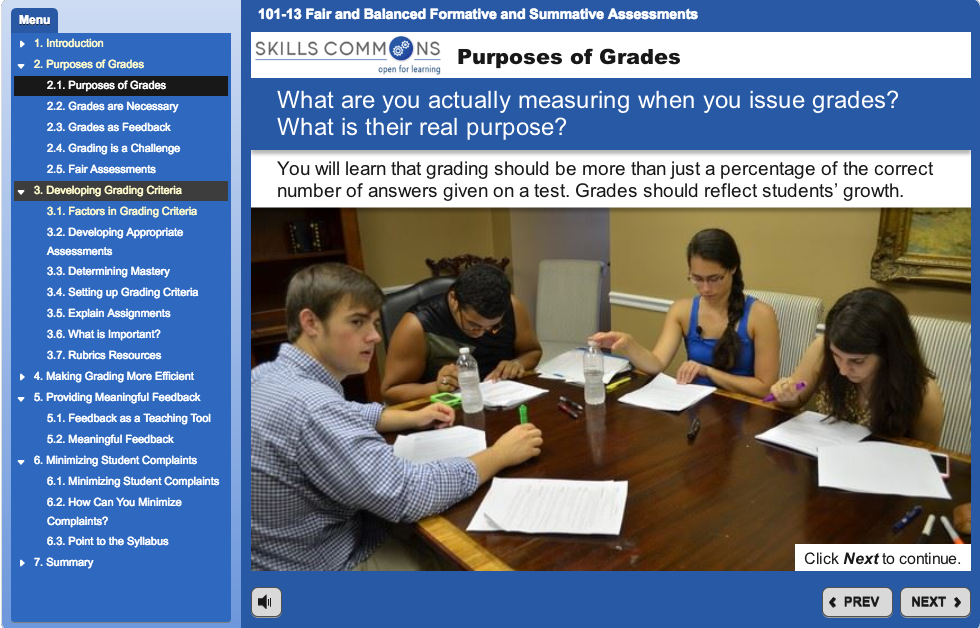 Menu
1. Introduction
2. Purposes of Grades
2.1. Purposes of Grades
2.2. Grades are Necessary
2.3. Grades as Feedback
2.4. Grading is a Challenge
2.5. Fair Assessments
3. Developing Grading Criteria
3.1. Factors in Grading Criteria
3.2. Developing Appropriate
Assessments
3.3. Determining Mastery
3.4. Setting up Grading Criteria
3.5. Explain Assignments
3.6. What is Important?
3.7. Rubrics Resources
4. Making Grading More Efficient
5. Providing Meaningful Feedback
5.1. Feedback as a Teaching Tool
5.2. Meaningful Feedback
6. Minimizing Student Complaints
6.1. Minimizing Student Complaints
6.2. How Can You Minimize
Complaints?
6.3. Point to the Syllabus
7. Summary
101-13 Fair and Balanced Formative and Summative Assessments
SKILLS COMMONS
open for learning
Purposes of Grades
What are you actually measuring when you issue grades?
What is their real purpose?
You will learn that grading should be more than just a percentage of the correct
number of answers given on a test. Grades should reflect students’ growth.
Click Next to continue.
PREV
NEXT